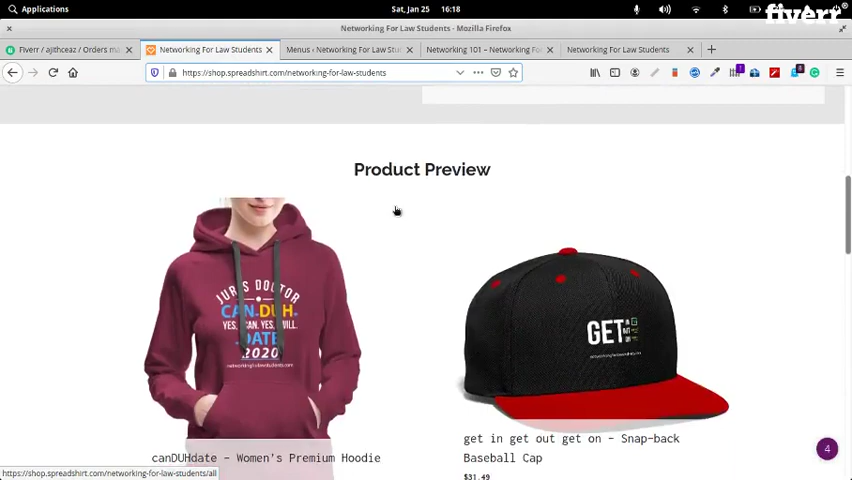 Applications
Sat, Jan 25 16:18
fiverr®
Networking For Law Students - Mozilla Firefox
Fiverr / ajitheaz / Orders ma
Networking For Law Students
Menus ‹ Networking For Law Stu
Networking 101 – Networking Fo
Networking For Law Students
https://shop.spreadshirt.com/networking-for-law-students
Product Preview
JURIS DOCTOR
CAN·DUH·
YES, I CAN. YES, I WILL.
·DATE
2020
networkingforlawstudents.com
GET
networkingforlawstudents
canDUHdate - Women's Premium Hoodie
get in get out get on - Snap-back
Baseball Cap
$31.49
4
https://shop.spreadshirt.com/networking-for-law-students/all